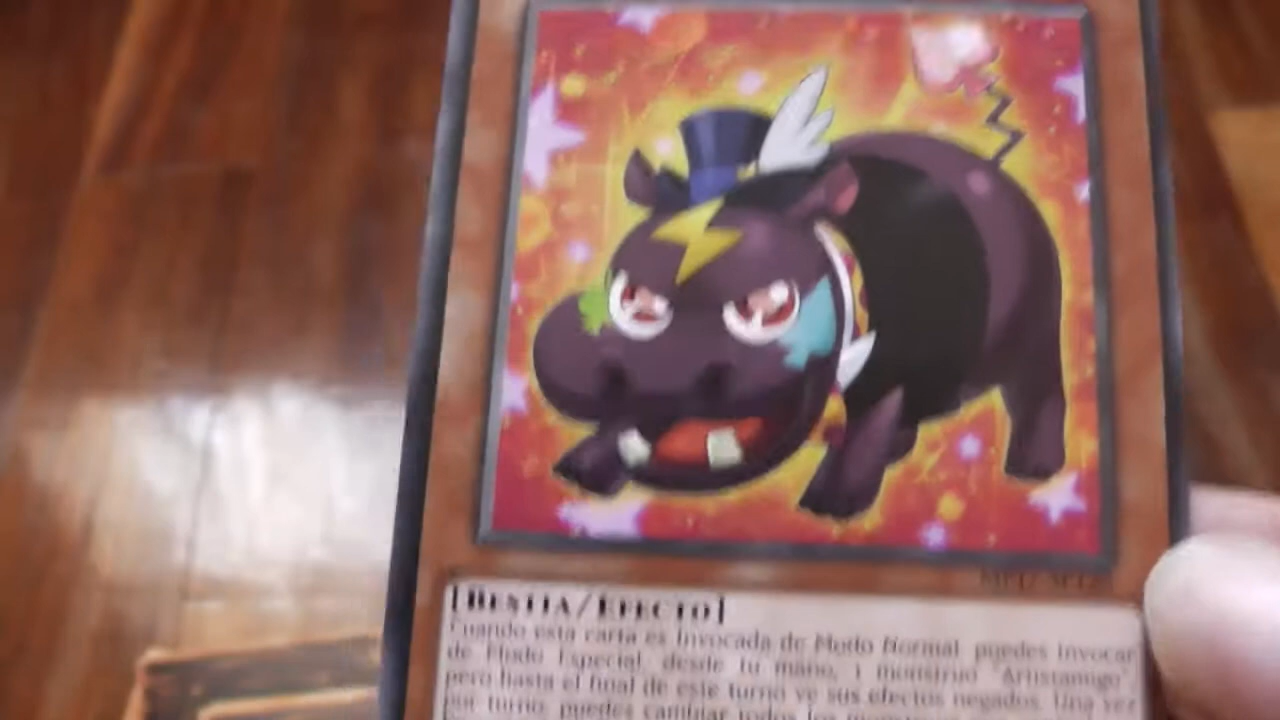 [Bestia/Efecto]
Cuando esta carta es Invocada de Modo Normal, puedes Invocar
de Modo Especial, desde tu mano, 1 monstruo "Artistamigo",
pero hasta el final de este turno ve sus efectos negados. Una vez
por turno: puedes cambiar todos los